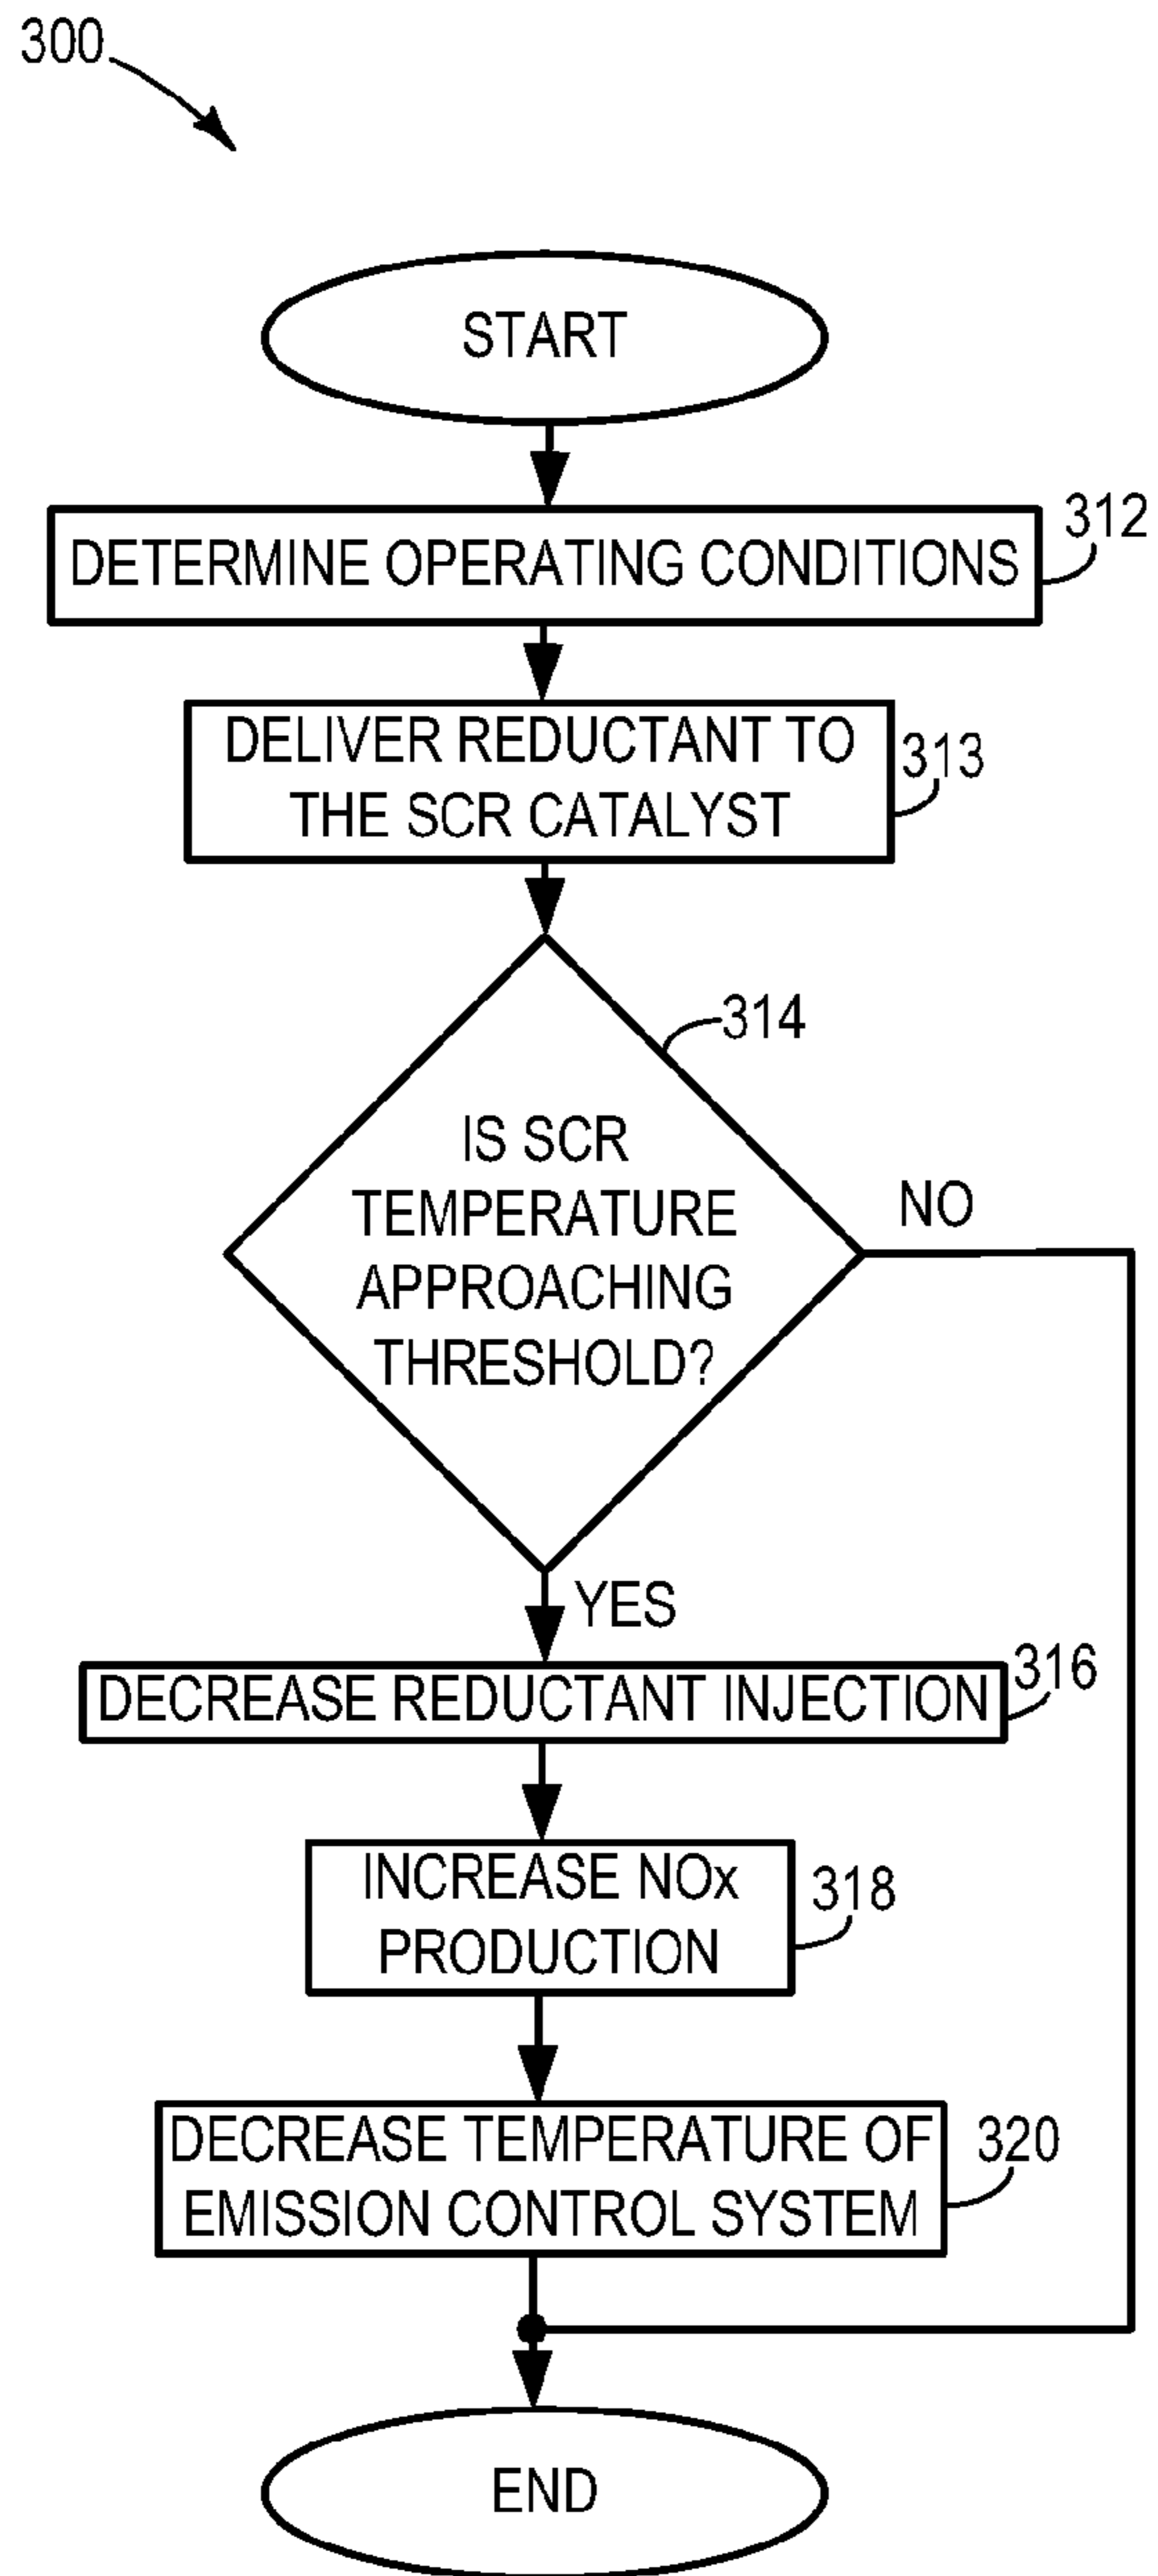 300
START
DETERMINE OPERATING CONDITIONS
312
DELIVER REDUCTANT TO
THE SCR CATALYST
313
314
IS SCR
TEMPERATURE
APPROACHING
THRESHOLD?
NO
YES
DECREASE REDUCTANT INJECTION
316
INCREASE NOx
PRODUCTION
318
DECREASE TEMPERATURE OF
EMISSION CONTROL SYSTEM
320
END